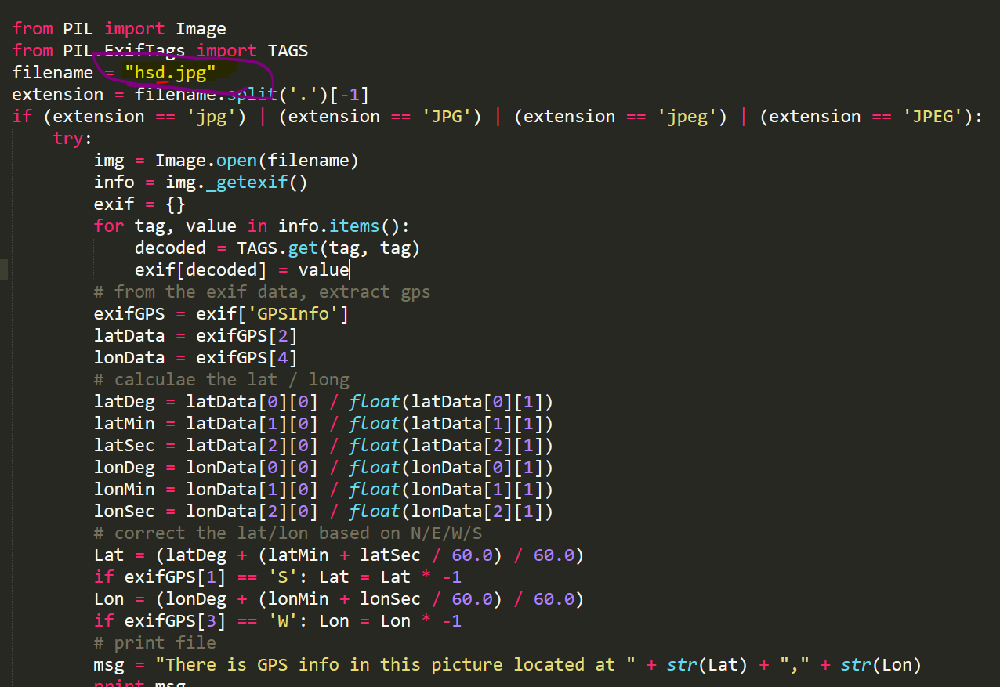 from PIL import Image
from PIL.ExifTags import TAGS
filename = "hsd.jpg"
extension = filename.split('.')[-1]
if (extension == 'jpg') | (extension == 'JPG') | (extension == 'jpeg') | (extension == 'JPEG'):
try:
img = Image.open(filename)
info = img._getexif()
exif = {}
for tag, value in info.items():
decoded = TAGS.get(tag, tag)
exif[decoded] = value
# from the exif data, extract gps
exifGPS = exif['GPSInfo']
latData = exifGPS[2]
lonData = exifGPS[4]
# calculae the lat / long
latDeg = latData[0][0] / float(latData[0][1])
latMin = latData[1][0] / float(latData[1][1])
latSec = latData[2][0] / float(latData[2][1])
lonDeg = lonData[0][0] / float(lonData[0][1])
lonMin = lonData[1][0] / float(lonData[1][1])
lonSec = lonData[2][0] / float(lonData[2][1])
# correct the lat/lon based on N/E/W/S
Lat = (latDeg + (latMin + latSec / 60.0) / 60.0)
if exifGPS[1] == 'S': Lat = Lat * -1
Lon = (lonDeg + (lonMin + lonSec / 60.0) / 60.0)
if exifGPS[3] == 'W': Lon = Lon * -1
# print file
msg = "There is GPS info in this picture located at " + str(Lat) + "," + str(Lon)
print msg